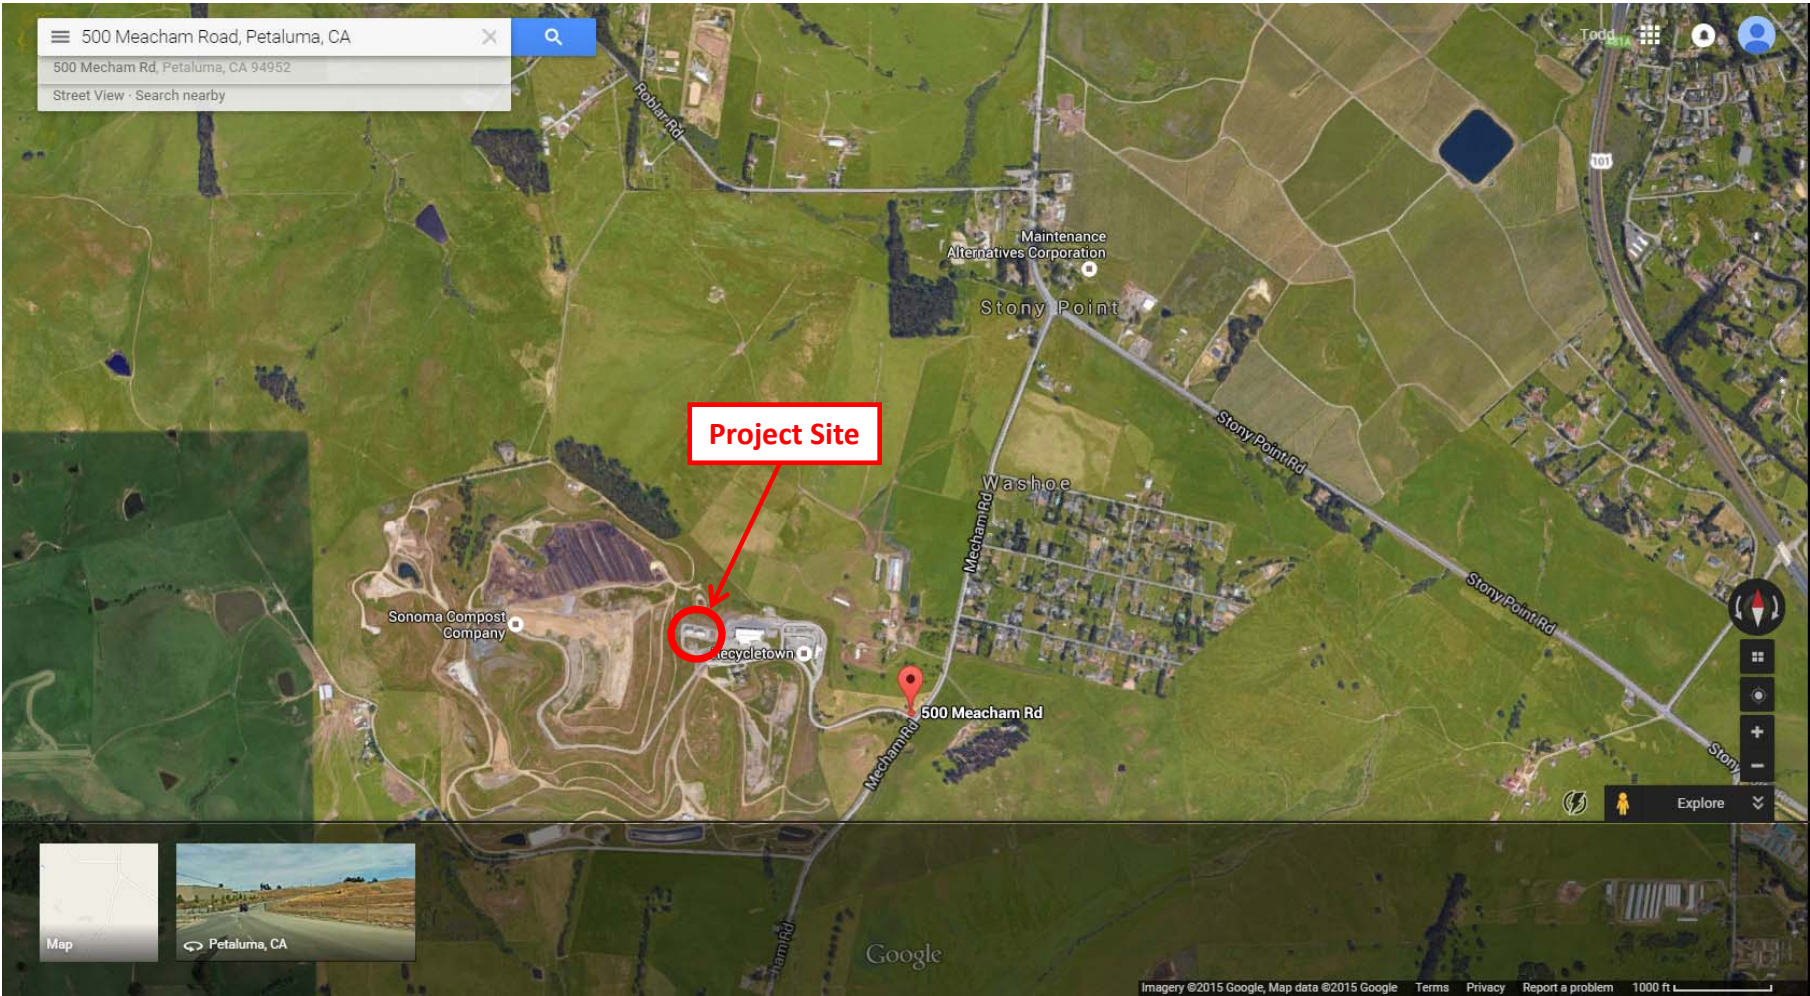 500 Meacham Road, Petaluma, CA
500 Mecham Rd, Petaluma, CA 94952
Street View · Search nearby
Todd
Roblar Rd
101
Maintenance
Alternatives Corporation
Stony Point
Project Site
Stony Point Rd
Washoe
Mecham Rd
Stony Point Rd
Sonoma Compost
Company
Recycletown
500 Meacham Rd
Mecham Rd
Stony
Explore
Map
Petaluma, CA
ham Rd
Google
Imagery ©2015 Google, Map data ©2015 Google Terms Privacy Report a problem 1000 ft